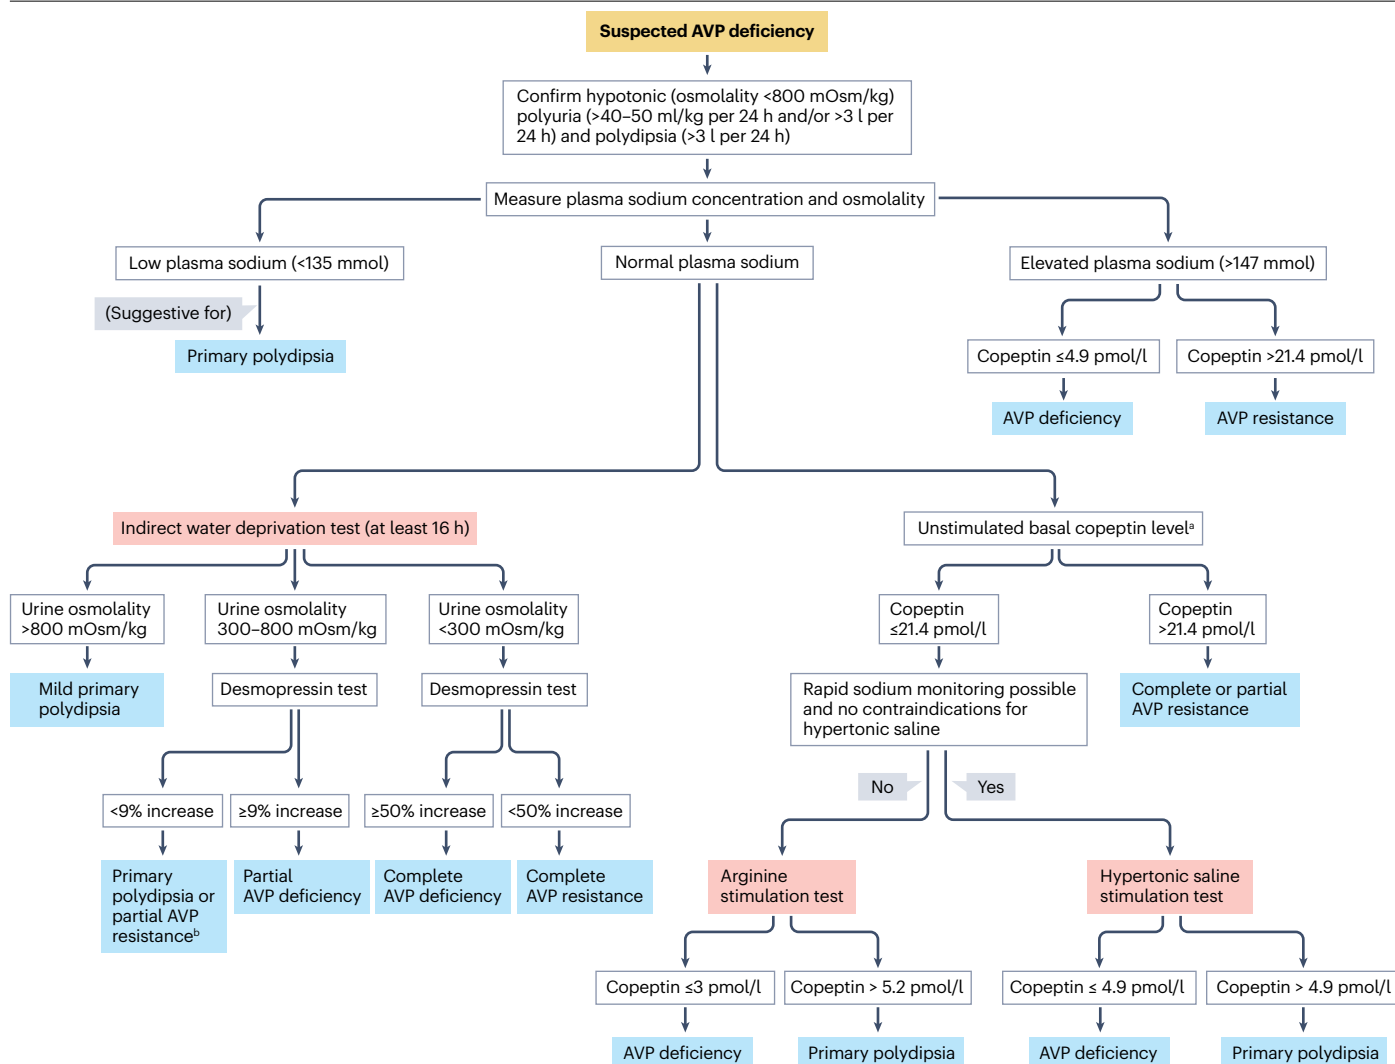 Suspected AVP deficiency
Confirm hypotonic (osmolality <800 mOsm/kg)
polyuria (>40–50 ml/kg per 24 h and/or >3 l per
24 h) and polydipsia (>3 l per 24 h)
Measure plasma sodium concentration and osmolality
Low plasma sodium (<135 mmol)
Normal plasma sodium
Elevated plasma sodium (>147 mmol)
(Suggestive for)
Primary polydipsia
Copeptin ≤4.9 pmol/l
Copeptin >21.4 pmol/l
AVP deficiency
AVP resistance
Indirect water deprivation test (at least 16 h)
Unstimulated basal copeptin levelᵃ
Urine osmolality
>800 mOsm/kg
Urine osmolality
300–800 mOsm/kg
Urine osmolality
<300 mOsm/kg
Copeptin
≤21.4 pmol/l
Copeptin
>21.4 pmol/l
Mild primary
polydipsia
Desmopressin test
Desmopressin test
Rapid sodium monitoring possible
and no contraindications for
hypertonic saline
Complete or partial
AVP resistance
No
Yes
<9% increase
≥9% increase
≥50% increase
<50% increase
Primary
polydipsia or
partial AVP
resistanceᵇ
Partial
AVP deficiency
Complete
AVP deficiency
Complete
AVP resistance
Arginine
stimulation test
Hypertonic saline
stimulation test
Copeptin ≤3 pmol/l
Copeptin > 5.2 pmol/l
Copeptin ≤ 4.9 pmol/l
Copeptin > 4.9 pmol/l
AVP deficiency
Primary polydipsia
AVP deficiency
Primary polydipsia